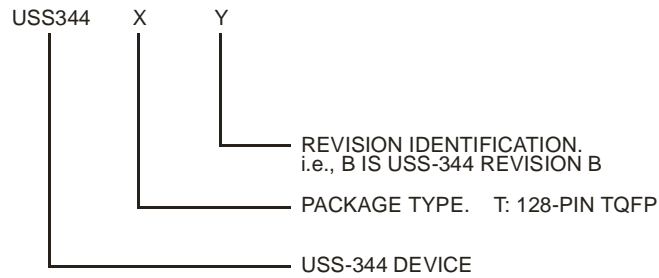 USS344 X Y
REVISION IDENTIFICATION.
i.e., B IS USS-344 REVISION B
PACKAGE TYPE. T: 128-PIN TQFP
USS-344 DEVICE